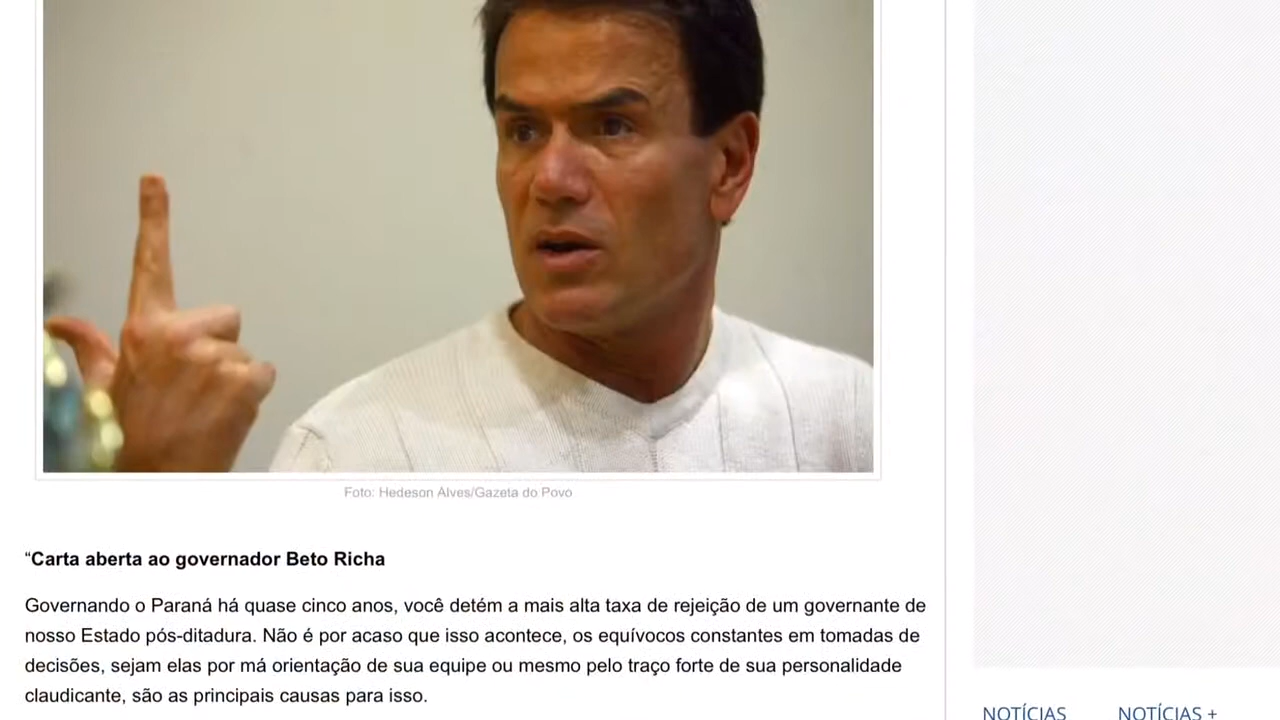 Foto: Hedeson Alves/Gazeta do Povo
“Carta aberta ao governador Beto Richa
Governando o Paraná há quase cinco anos, você detém a mais alta taxa de rejeição de um governante de
nosso Estado pós-ditadura. Não é por acaso que isso acontece, os equívocos constantes em tomadas de
decisões, sejam elas por má orientação de sua equipe ou mesmo pelo traço forte de sua personalidade
claudicante, são as principais causas para isso.
NOTÍCIAS NOTÍCIAS +